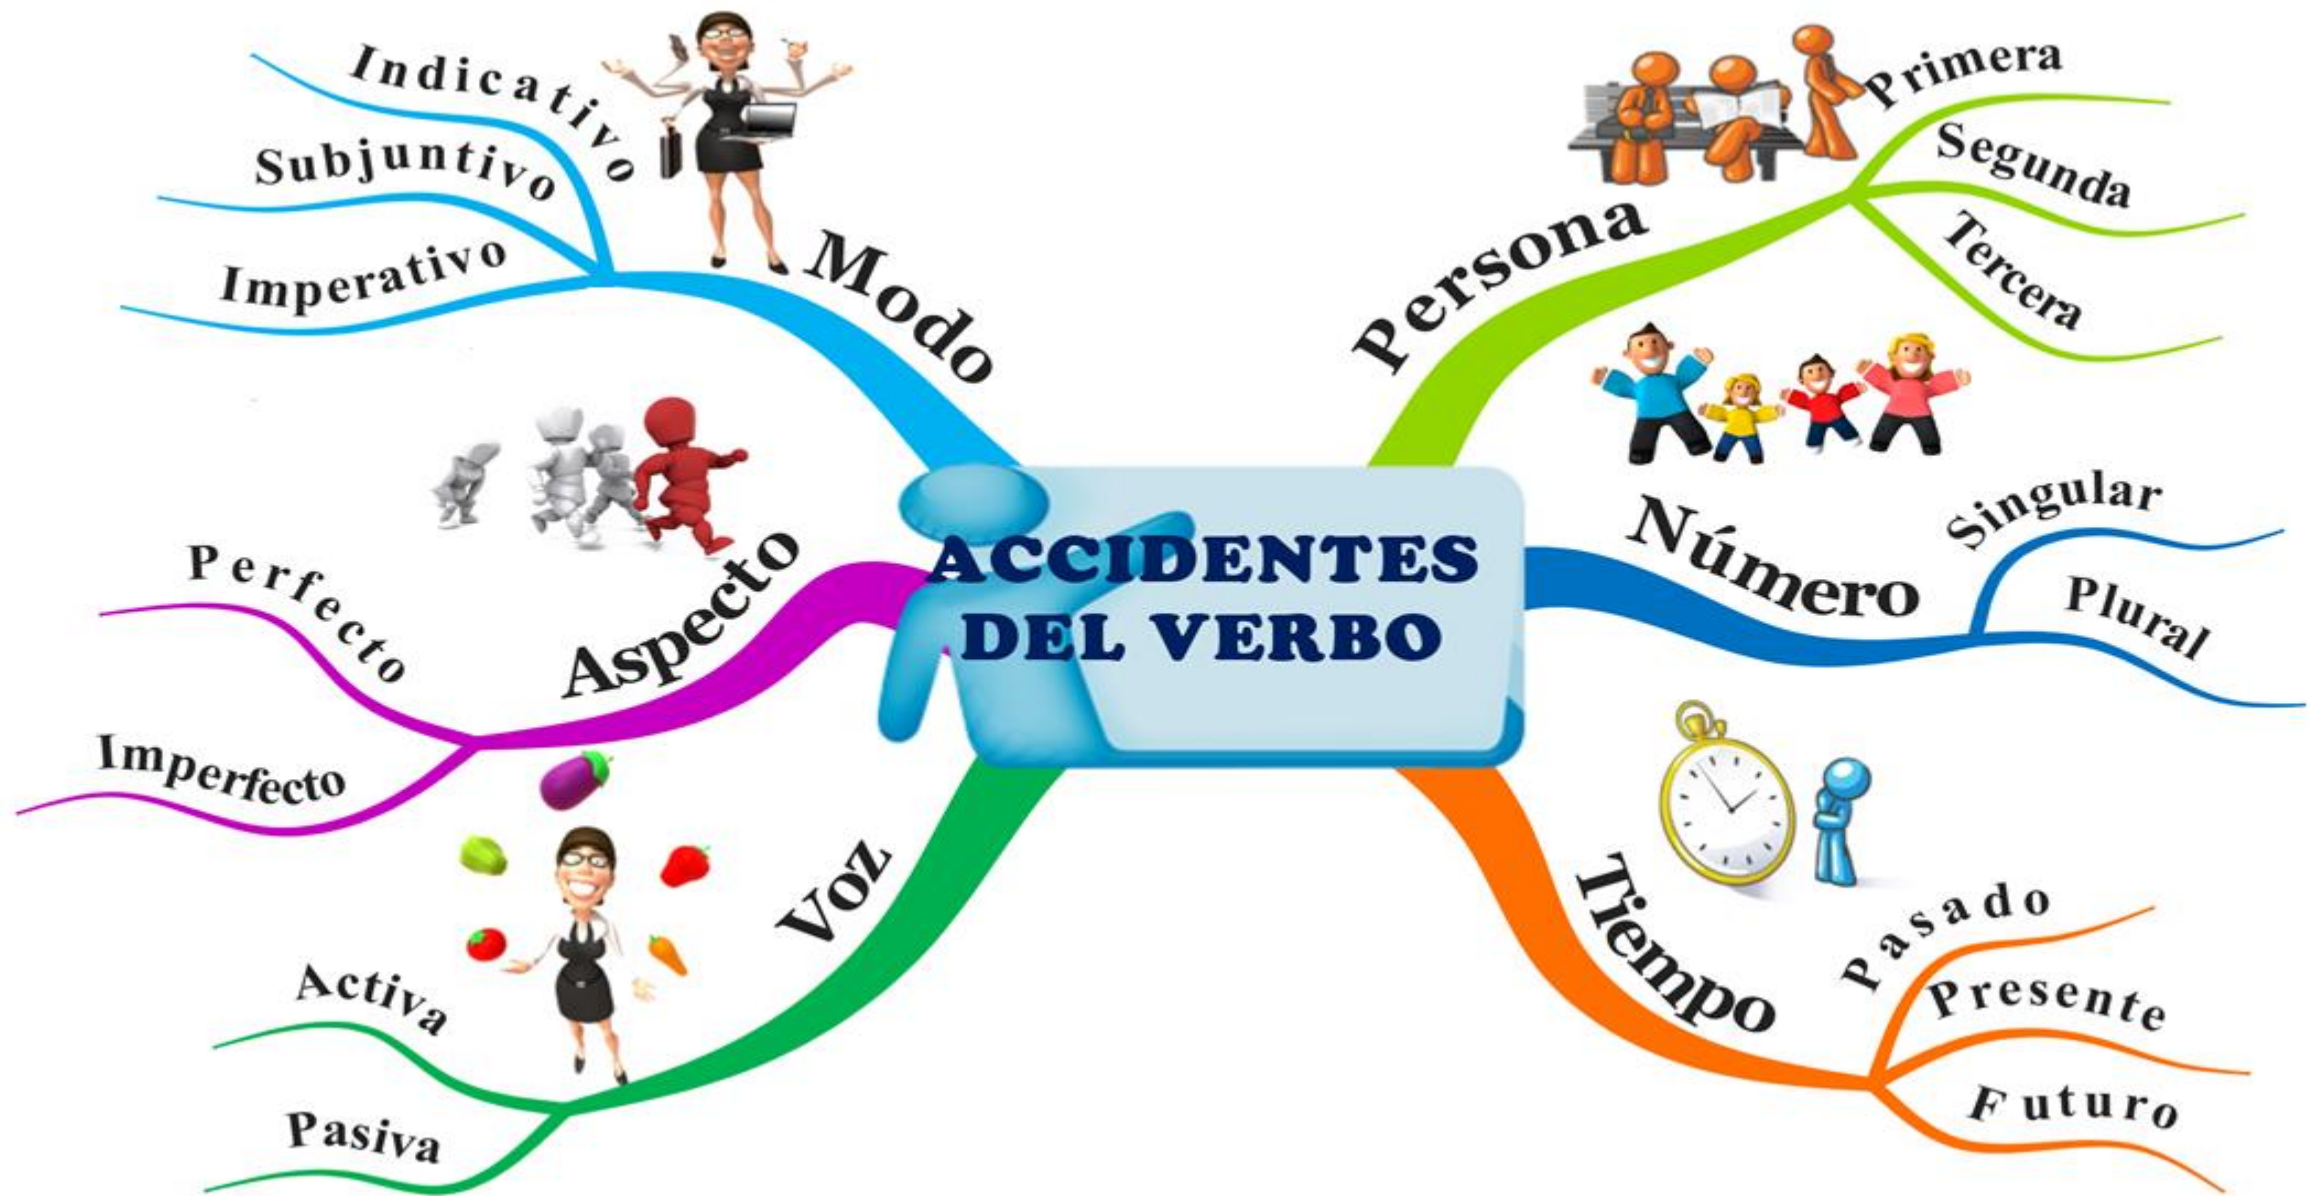 ACCIDENTES
DEL VERBO
Persona
Primera
Segunda
Tercera
Número
Singular
Plural
Tiempo
Pasado
Presente
Futuro
Modo
Indicativo
Subjuntivo
Imperativo
Aspecto
Perfecto
Imperfecto
Voz
Activa
Pasiva